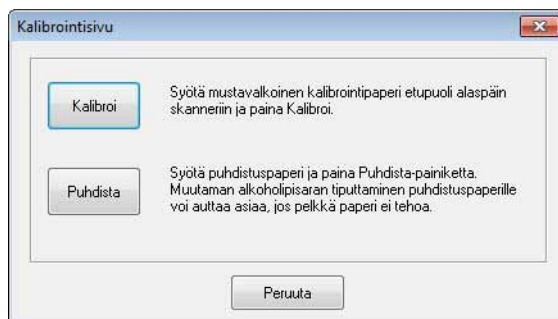 Kalibrointisivu
Kalibroi
Syötä mustavalkoinen kalibrointipaperi etupuoli alaspäin
skanneriin ja paina Kalibroi.
Puhdista
Syötä puhdistuspaperi ja paina Puhdista-painiketta.
Muutaman alkoholipisaran tiputtaminen puhdistuspaperille
voi auttaa asiaa, jos pelkkä paperi ei tehoa.
Peruuta